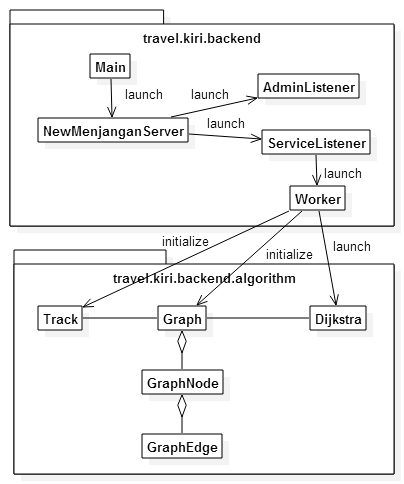 travel.kiri.backend
Main
launch
launch
AdminListener
NewMenjanganServer
launch
ServiceListener
launch
Worker
initialize
initialize
launch
travel.kiri.backend.algorithm
Track
Graph
Dijkstra
GraphNode
GraphEdge